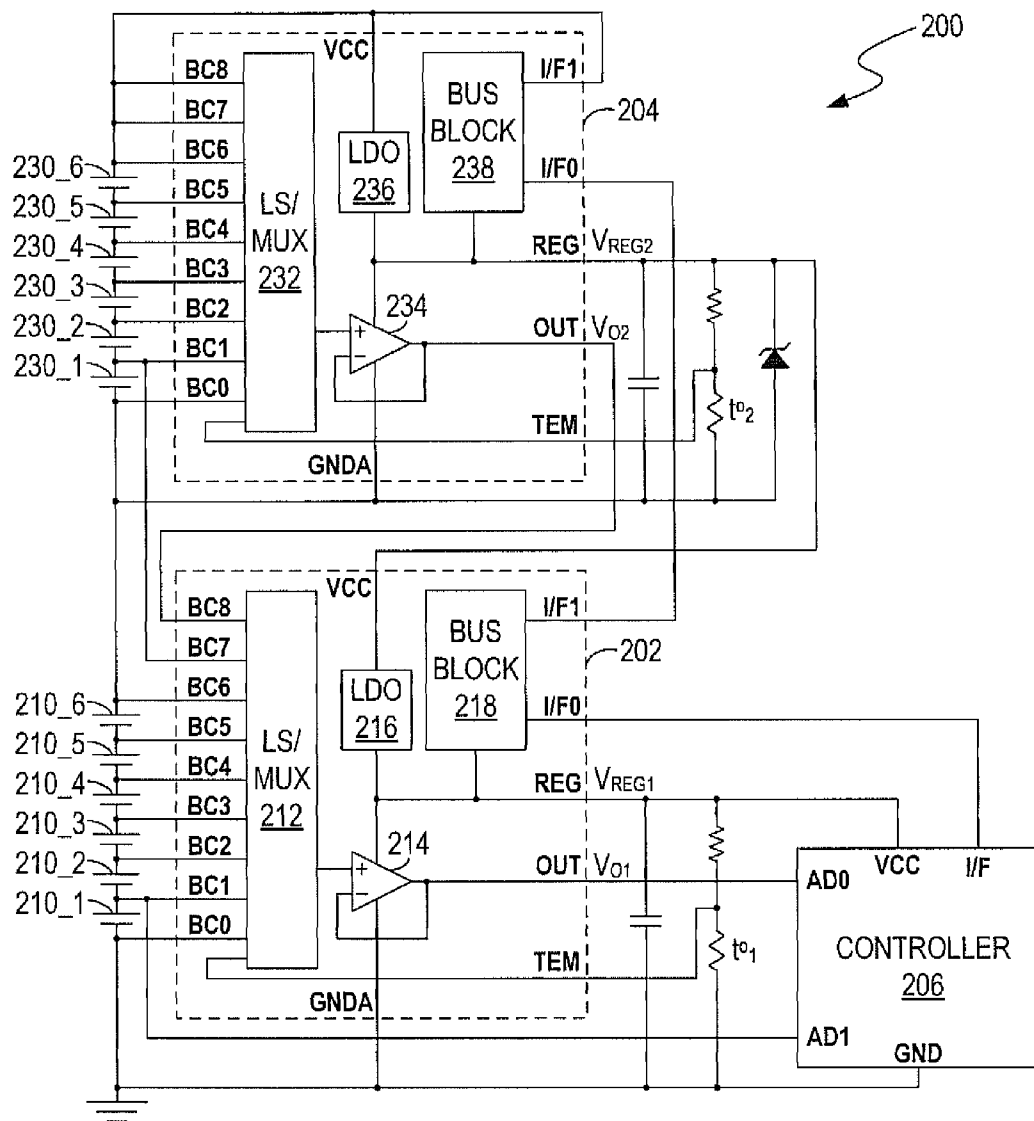 200
VCC
BC8
BC7
BC6
BC5
BC4
BC3
BC2
BC1
BC0
LS/
MUX
232
LDO
236
BUS
BLOCK
238
I/F1
204
I/F0
230_6
230_5
230_4
230_3
230_2
230_1
REG VREG2
234
OUT VO2
TEM
GNDA
t°2
VCC
BC8
BC7
BC6
BC5
BC4
BC3
BC2
BC1
BC0
LS/
MUX
212
LDO
216
BUS
BLOCK
218
I/F1
202
I/F0
210_6
210_5
210_4
210_3
210_2
210_1
REG VREG1
214
OUT VO1
TEM
GNDA
t°1
VCC
I/F
AD0
CONTROLLER
206
AD1
GND